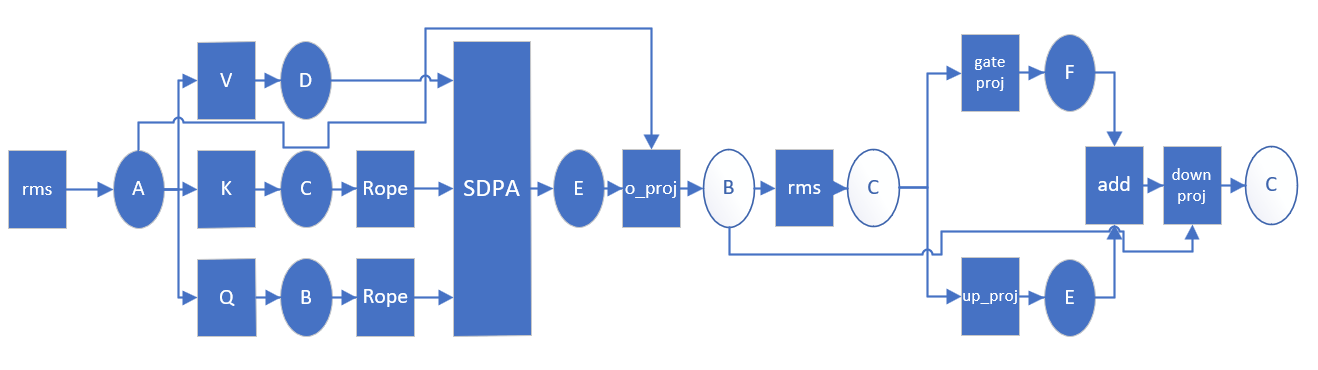 rms
A
V
D
K
C
Rope
Q
B
Rope
SDPA
E
o_proj
B
rms
C
gate
proj
F
up_proj
E
add
down
proj
C